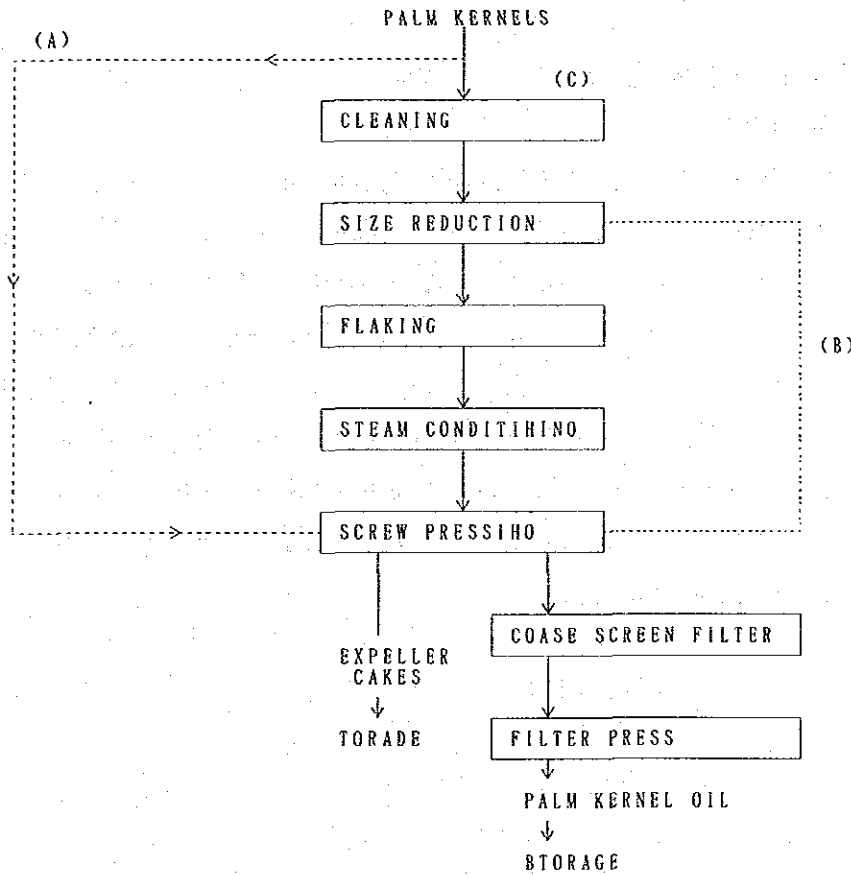 PALM KERNELS
(A)
(C)
CLEANING
SIZE REDUCTION
FLAKING
(B)
STEAM CONDITIHINO
SCREW PRESSIHO
COASE SCREEN FILTER
EXPELLER
CAKES
TORADE
FILTER PRESS
PALM KERNEL OIL
BTORAGE